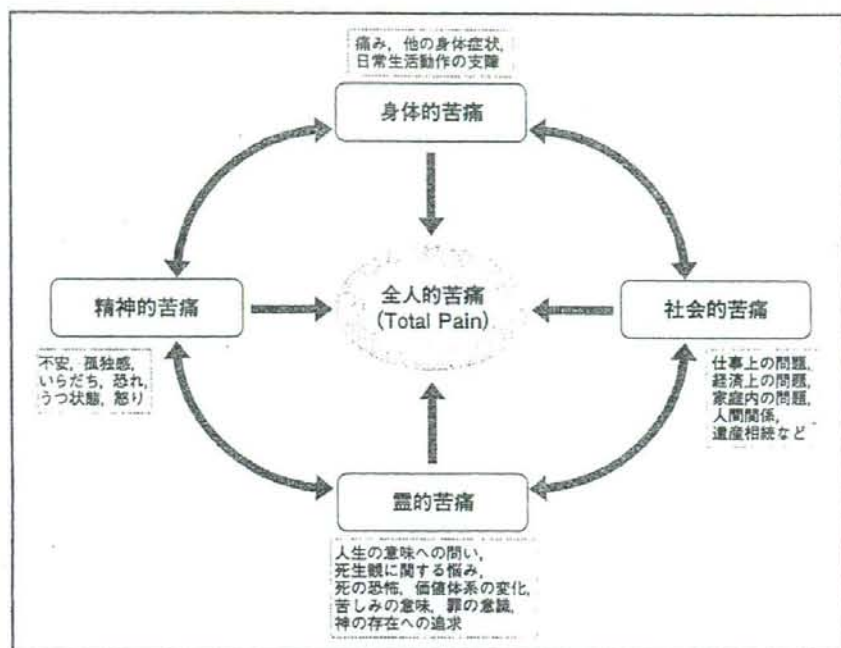 痛み，他の身体症状，
日常生活動作の支障
身体的苦痛
精神的苦痛
不安，孤独感，
いらだち，恐れ，
うつ状態，怒り
全人的苦痛
(Total Pain)
社会的苦痛
仕事上の問題，
経済上の問題，
家庭内の問題，
人間関係，
遺産相続など
霊的苦痛
人生の意味への問い，
死生観に関する悩み，
死の恐怖，価値体系の変化，
苦しみの意味，罪の意識，
神の存在への追求